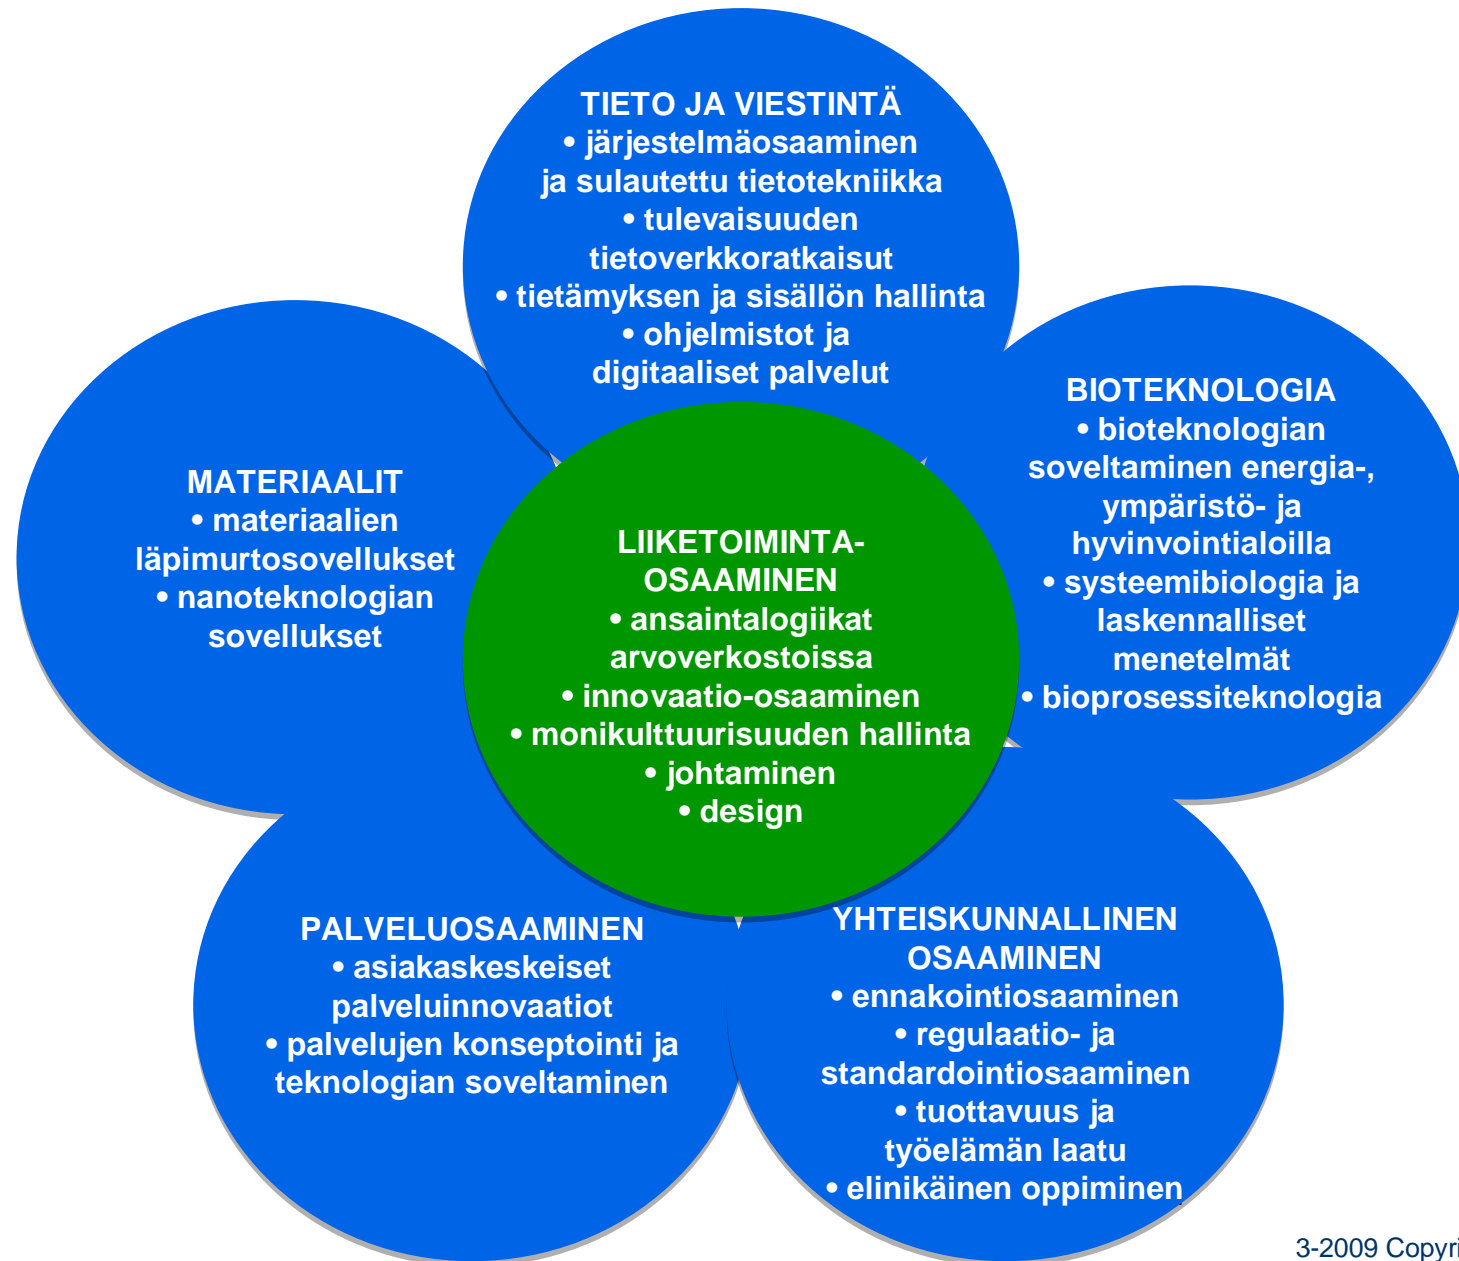 TIETO JA VIESTINTÄ
• järjestelmäosaaminen
ja sulautettu tietotekniikka
• tulevaisuuden
tietoverkkoratkaisut
• tietämyksen ja sisällön hallinta
• ohjelmistot ja
digitaaliset palvelut
MATERIAALIT
• materiaalien
läpimurtosovellukset
• nanoteknologian
sovellukset
LIIKETOIMINTA-
OSAAMINEN
• ansaintalogiikat
arvoverkostoissa
• innovaatio-osaaminen
• monikulttuurisuuden hallinta
• johtaminen
• design
BIOTEKNOLOGIA
• bioteknologian
soveltaminen energia-,
ympäristö- ja
hyvinvointialoilla
• systeemibiologia ja
laskennalliset
menetelmät
• bioprosessiteknologia
PALVELUOSAAMINEN
• asiakaskeskeiset
palveluinnovaatiot
• palvelujen konseptointi ja
teknologian soveltaminen
YHTEISKUNNALLINEN
OSAAMINEN
• ennakointiosaaminen
• regulaatio- ja
standardointiosaaminen
• tuottavuus ja
työelämän laatu
• elinikäinen oppiminen
3-2009 Copyri